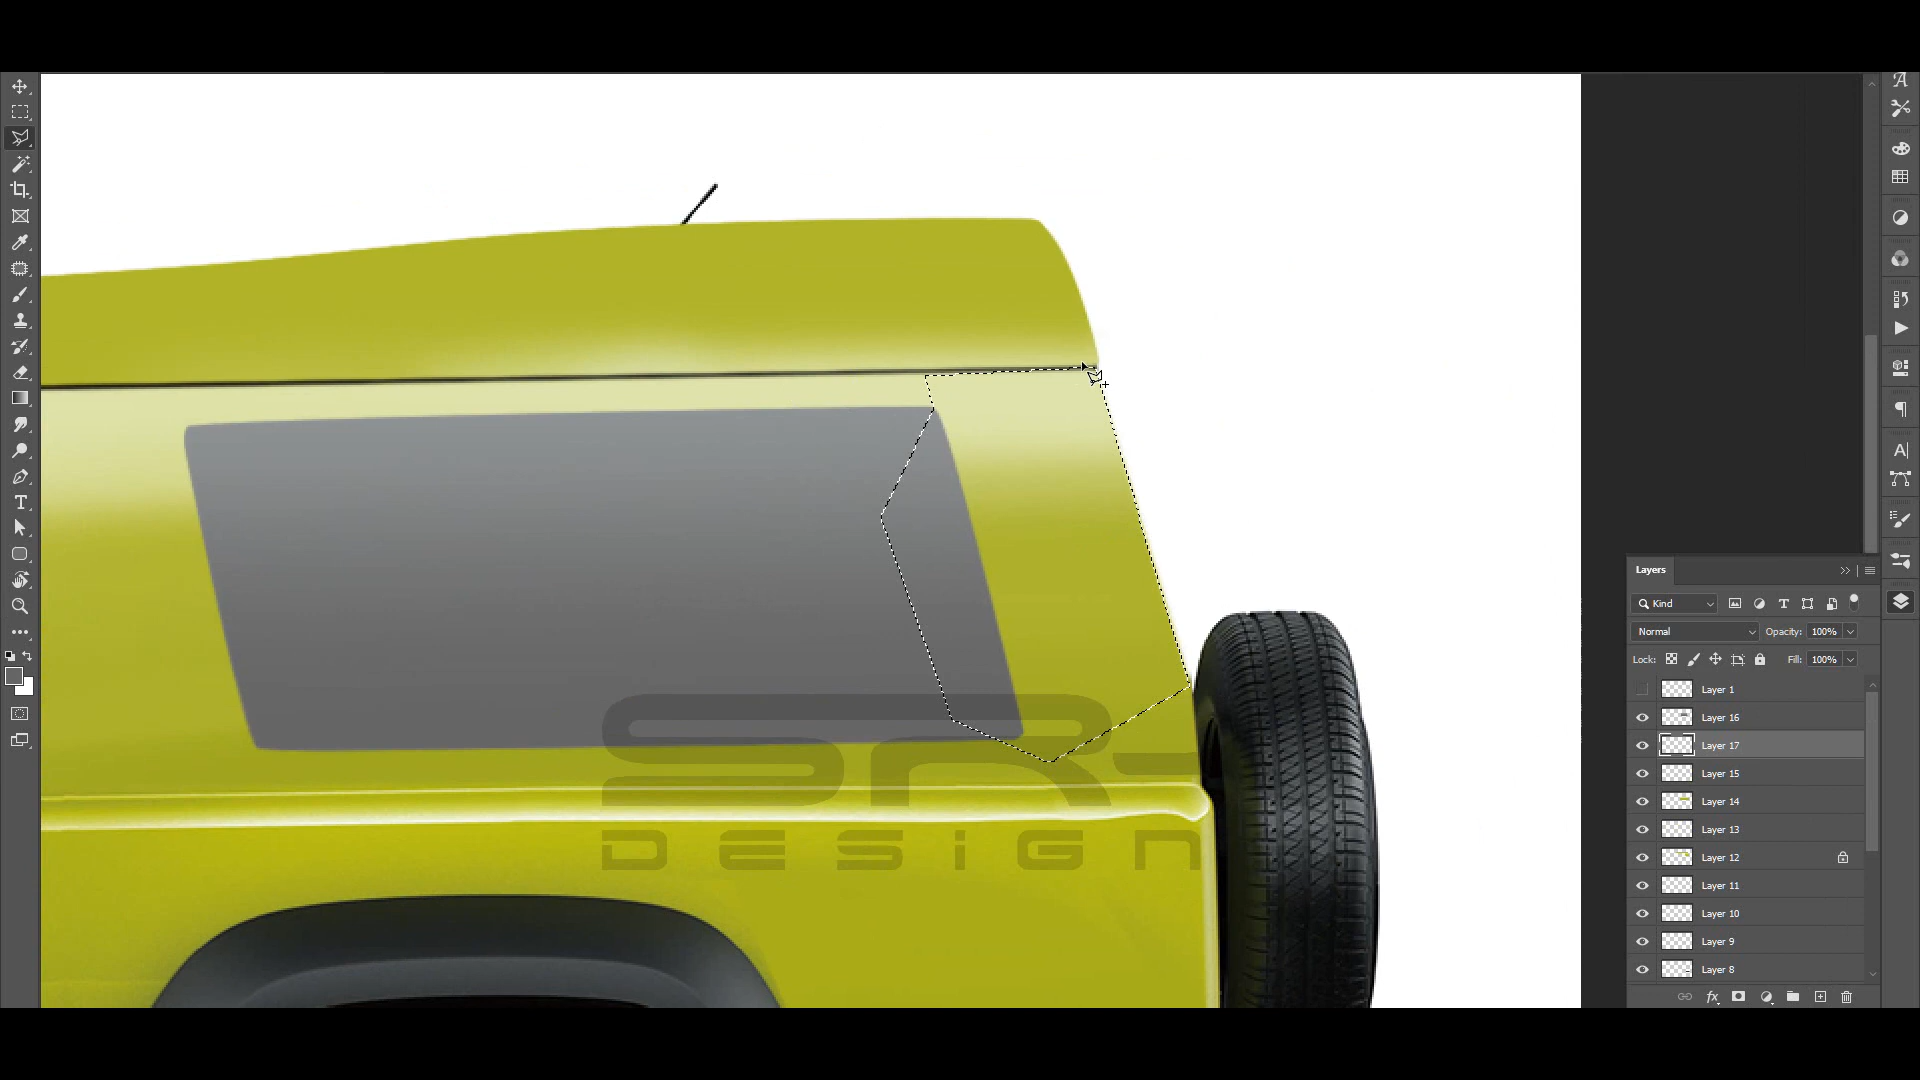 Layers
Kind
Normal
Opacity: 100%
Lock:
Fill: 100%
Layer 1
Layer 16
Layer 17
Layer 15
Layer 14
Layer 13
Layer 12
Layer 11
Layer 10
Layer 9
Layer 8
SR-
DESIGN